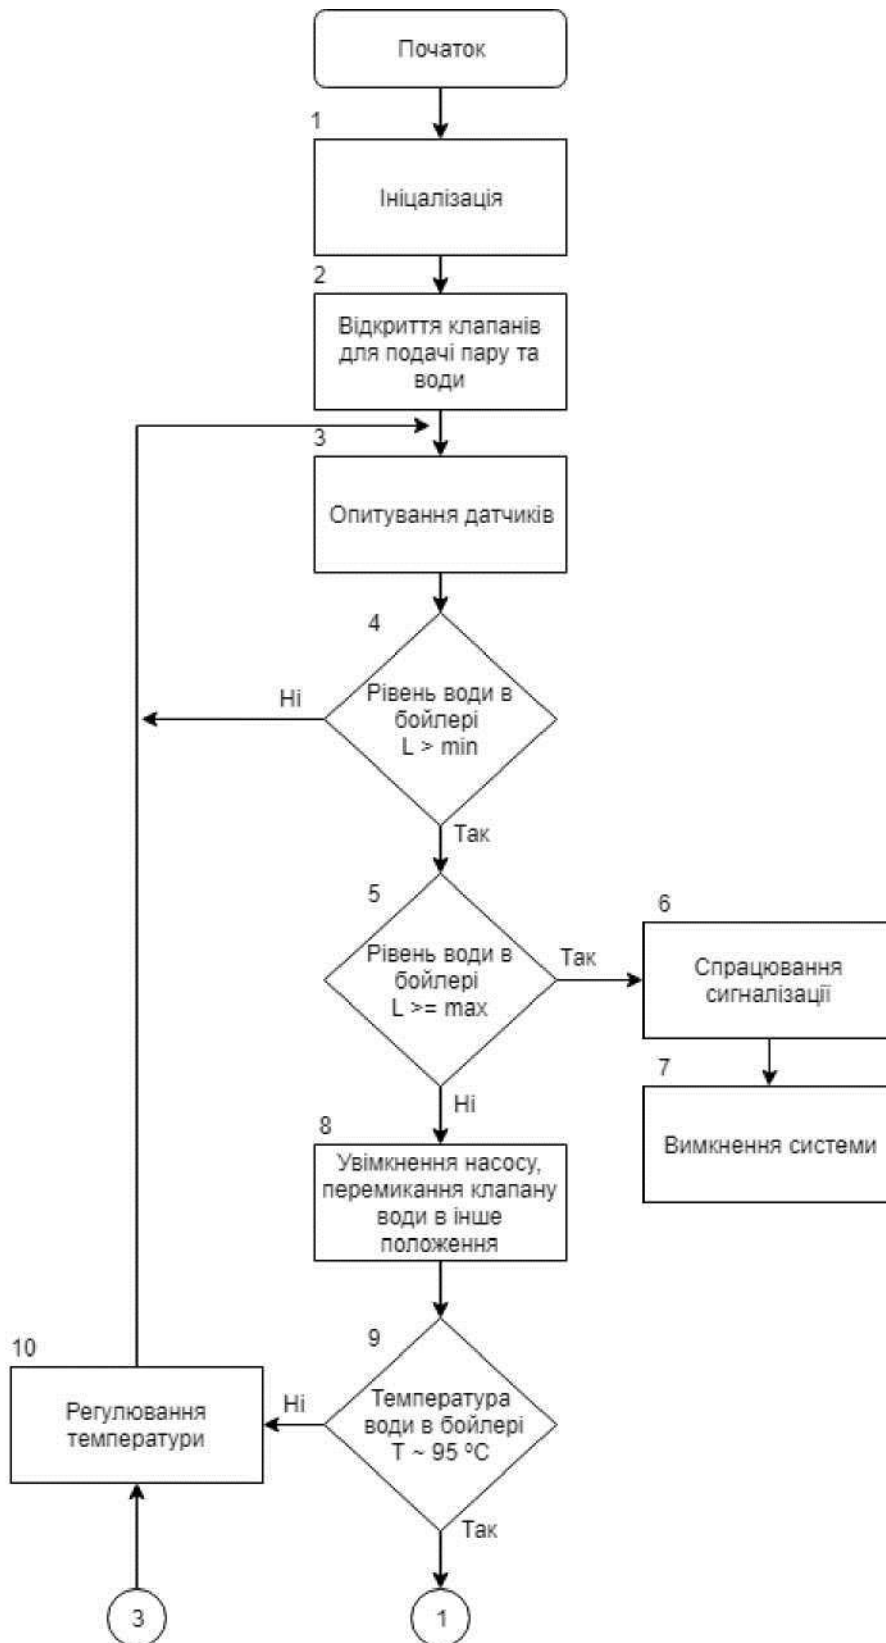 Початок
1
Ініцалізація
2
Відкриття клапанів
для подачі пару та
води
3
Опитування датчиків
4
Рівень води в
бойлері
L > min
Ні
Так
5
Рівень води в
бойлері
L >= max
Так
6
Спрацювання
сигналізації
7
Вимкнення системи
Ні
8
Увімкнення насосу,
перемикання клапану
води в інше
положення
9
Температура
води в бойлері
T ~ 95 ºC
Ні
10
Регулювання
температури
Так
3
1